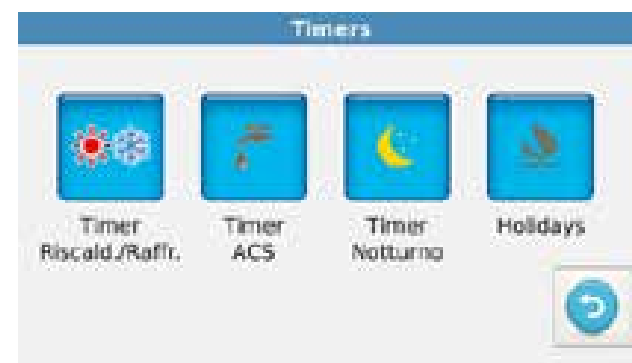 Timers
Timer
Riscald./Raffr.
Timer
ACS
Timer
Notturno
Holidays